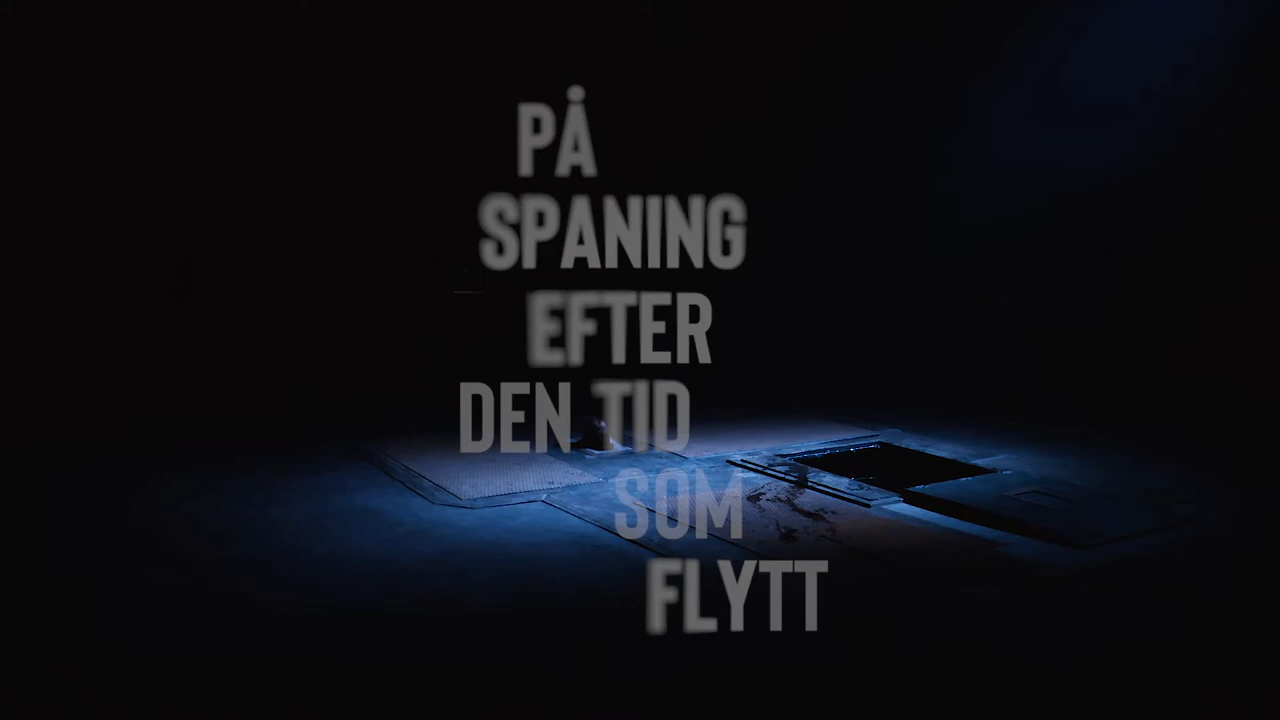 PÅ
SPANING
EFTER
DEN TID
SOM
FLYTT